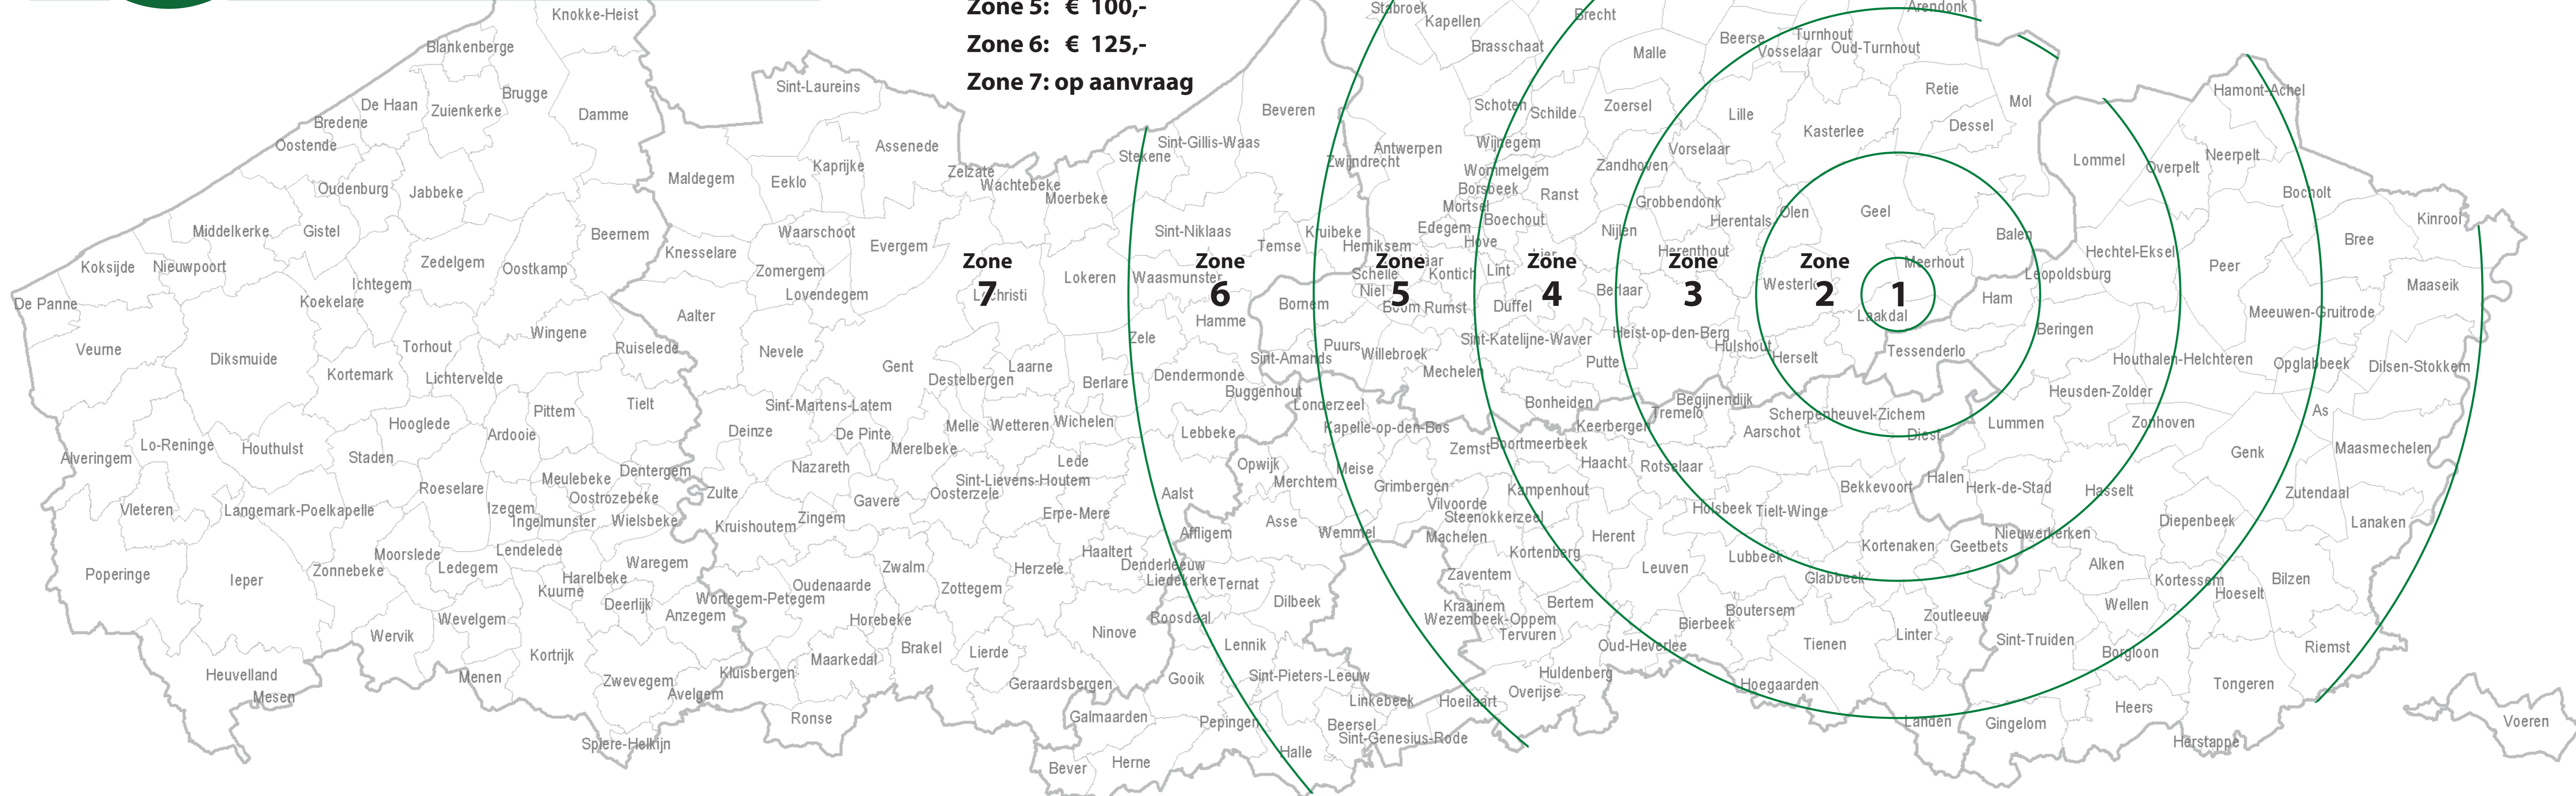 Zone 5: € 100,-
Zone 6: € 125,-
Zone 7: op aanvraag
Knokke-Heist
Blankenberge
De Haan
Zuienkerke
Brugge
Damme
Bredene
Oostende
Oudenburg
Jabbeke
Middelkerke
Gistel
Koksijde
Nieuwpoort
Zedelgem
Oostkamp
Beernem
Ichtegem
Koekelare
De Panne
Veurne
Diksmuide
Kortemark
Torhout
Lichtervelde
Wingene
Ruiselede
Tielt
Pittem
Hooglede
Ardooie
Lo-Reninge
Houthulst
Staden
Alveringem
Meulebeke
Dentergem
Roeselare
Oostrozebeke
Vleteren
Langemark-Poelkapelle
Izegem
Ingelmunster
Wielsbeke
Moorslede
Lendelede
Ledegem
Zonnebeke
Poperinge
Ieper
Waregem
Harelbeke
Kuurne
Deerlijk
Anzegem
Wevelgem
Wervik
Kortrijk
Heuvelland
Mesen
Menen
Zwevegem
Avelgem
Spiere-Helkijn
Sint-Laureins
Assenede
Kaprijke
Eeklo
Maldegem
Zelzate
Wachtebeke
Moerbeke
Stekene
Sint-Gillis-Waas
Beveren
Waarschoot
Evergem
Knesselare
Zomergem
Lovendegem
Aalter
Nevele
Lokeren
Waasmunster
Sint-Niklaas
Temse
Kruibeke
Zwijndrecht
Zone
7
Lochristi
Zone
6
Hamme
Zele
Gent
Destelbergen
Laarne
Berlare
Dendermonde
Buggenhout
Sint-Martens-Latem
Deinze
De Pinte
Melle
Wetteren
Wichelen
Merelbeke
Lebbeke
Nazareth
Lede
Sint-Lievens-Houtem
Oosterzele
Zulte
Gavere
Aalst
Kruishoutem
Zingem
Erpe-Mere
Haaltert
Denderleeuw
Zwalm
Herzele
Oudenaarde
Zottegem
Wortegem-Petegem
Horebeke
Ninove
Brakel
Lierde
Maarkedal
Kluisbergen
Geraardsbergen
Ronse
Stabroek
Kapellen
Brasschaat
Brecht
Malle
Schoten
Schilde
Zoersel
Antwerpen
Wijnegem
Wommelgem
Borsbeek
Ranst
Zandhoven
Mortsel
Boechout
Edegem
Hove
Hemiksem
Lint
Kontich
Schelle
Niel
Zone
5
Boom
Rumst
Duffel
Zone
4
Nijlen
Berlaar
Bornem
Puurs
Sint-Amands
Willebroek
Mechelen
Sint-Katelijne-Waver
Putte
Bonheiden
Arendonk
Beerse
Turnhout
Vosselaar
Oud-Turnhout
Retie
Mol
Lille
Kasterlee
Dessel
Vorselaar
Grobbendonk
Herentals
Olen
Geel
Balen
Herenthout
Zone
3
Zone
2
Westerlo
1
Meerhout
Laakdal
Heist-op-den-Berg
Hulshout
Herselt
Londerzeel
Kapelle-op-den-Bos
Zemst
Boortmeerbeek
Keerbergen
Tremelo
Begijnendijk
Scherpenheuvel-Zichem
Aarschot
Diest
Opwijk
Merchtem
Meise
Grimbergen
Vilvoorde
Haacht
Rotselaar
Kampenhout
Steenokkerzeel
Bekkevoort
Holsbeek
Tielt-Winge
Asse
Affligem
Wemmel
Machelen
Herent
Kortenberg
Lubbeek
Kortenaken
Geetbets
Zaventem
Leuven
Glabbeek
Liedekerke
Ternat
Dilbeek
Kraainem
Wezembeek-Oppem
Bertem
Boutersem
Bierbeek
Zoutleeuw
Roosdaal
Tervuren
Oud-Heverlee
Tienen
Linter
Lennik
Gooik
Sint-Pieters-Leeuw
Huldenberg
Overijse
Hoegaarden
Linkebeek
Hoeilaart
Landen
Galmaarden
Pepingen
Beersel
Sint-Genesius-Rode
Halle
Herne
Bever
Hamont-Achel
Lommel
Overpelt
Neerpelt
Bocholt
Kinrooi
Bree
Hechtel-Eksel
Peer
Leopoldsburg
Ham
Maaseik
Meeuwen-Gruitrode
Beringen
Tessenderlo
Houthalen-Helchteren
Opglabbeek
Dilsen-Stokkem
Heusden-Zolder
As
Zonhoven
Lummen
Genk
Maasmechelen
Halen
Herk-de-Stad
Hasselt
Zutendaal
Diepenbeek
Lanaken
Nieuwerkerken
Alken
Kortessem
Hoeselt
Bilzen
Wellen
Sint-Truiden
Borgloon
Riemst
Tongeren
Heers
Gingelom
Herstappe
Voeren